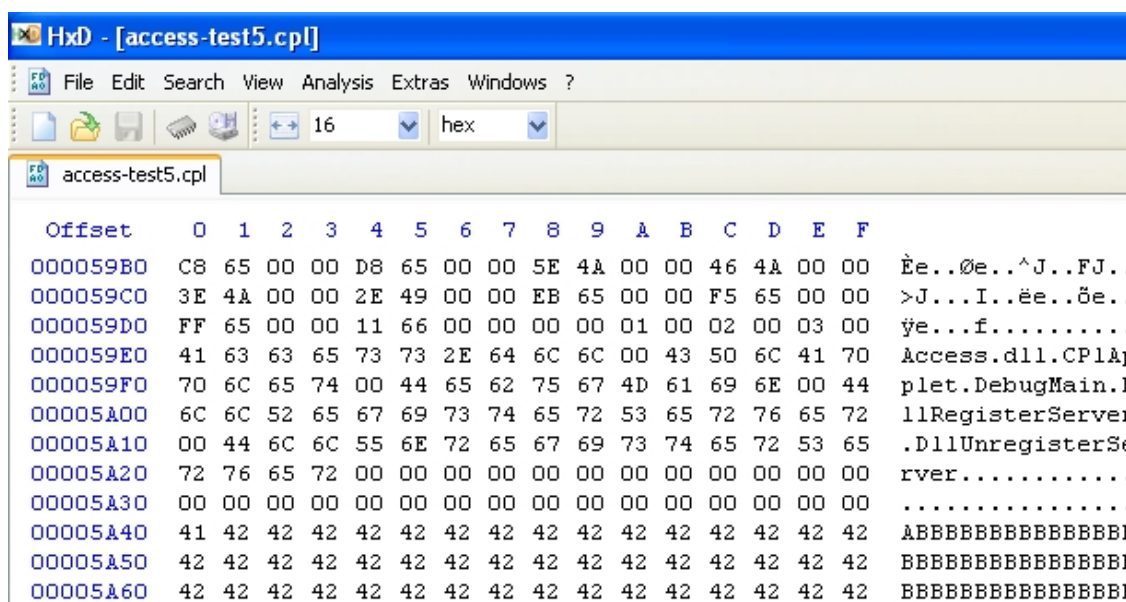 HxD - [access-test5.cpl]
File Edit Search View Analysis Extras Windows ?
16 hex
access-test5.cpl
Offset 0 1 2 3 4 5 6 7 8 9 A B C D E F
000059B0 C8 65 00 00 D8 65 00 00 5E 4A 00 00 46 4A 00 00 Èe..Øe..^J..FJ..
000059C0 3E 4A 00 00 2E 49 00 00 EB 65 00 00 F5 65 00 00 >J...I..ëe..õe..
000059D0 FF 65 00 00 11 66 00 00 00 00 01 00 02 00 03 00 ÿe...f..........
000059E0 41 63 63 65 73 73 2E 64 6C 6C 00 43 50 6C 41 70 Access.dll.CPlAp
000059F0 70 6C 65 74 00 44 65 62 75 67 4D 61 69 6E 00 44 plet.DebugMain.D
00005A00 6C 6C 52 65 67 69 73 74 65 72 53 65 72 76 65 72 llRegisterServer
00005A10 00 44 6C 6C 55 6E 72 65 67 69 73 74 65 72 53 65 .DllUnregisterSe
00005A20 72 76 65 72 00 00 00 00 00 00 00 00 00 00 00 00 rver............
00005A30 00 00 00 00 00 00 00 00 00 00 00 00 00 00 00 00 ................
00005A40 41 42 42 42 42 42 42 42 42 42 42 42 42 42 42 42 ABBBBBBBBBBBBBBB
00005A50 42 42 42 42 42 42 42 42 42 42 42 42 42 42 42 42 BBBBBBBBBBBBBBBB
00005A60 42 42 42 42 42 42 42 42 42 42 42 42 42 42 42 42 BBBBBBBBBBBBBBBB